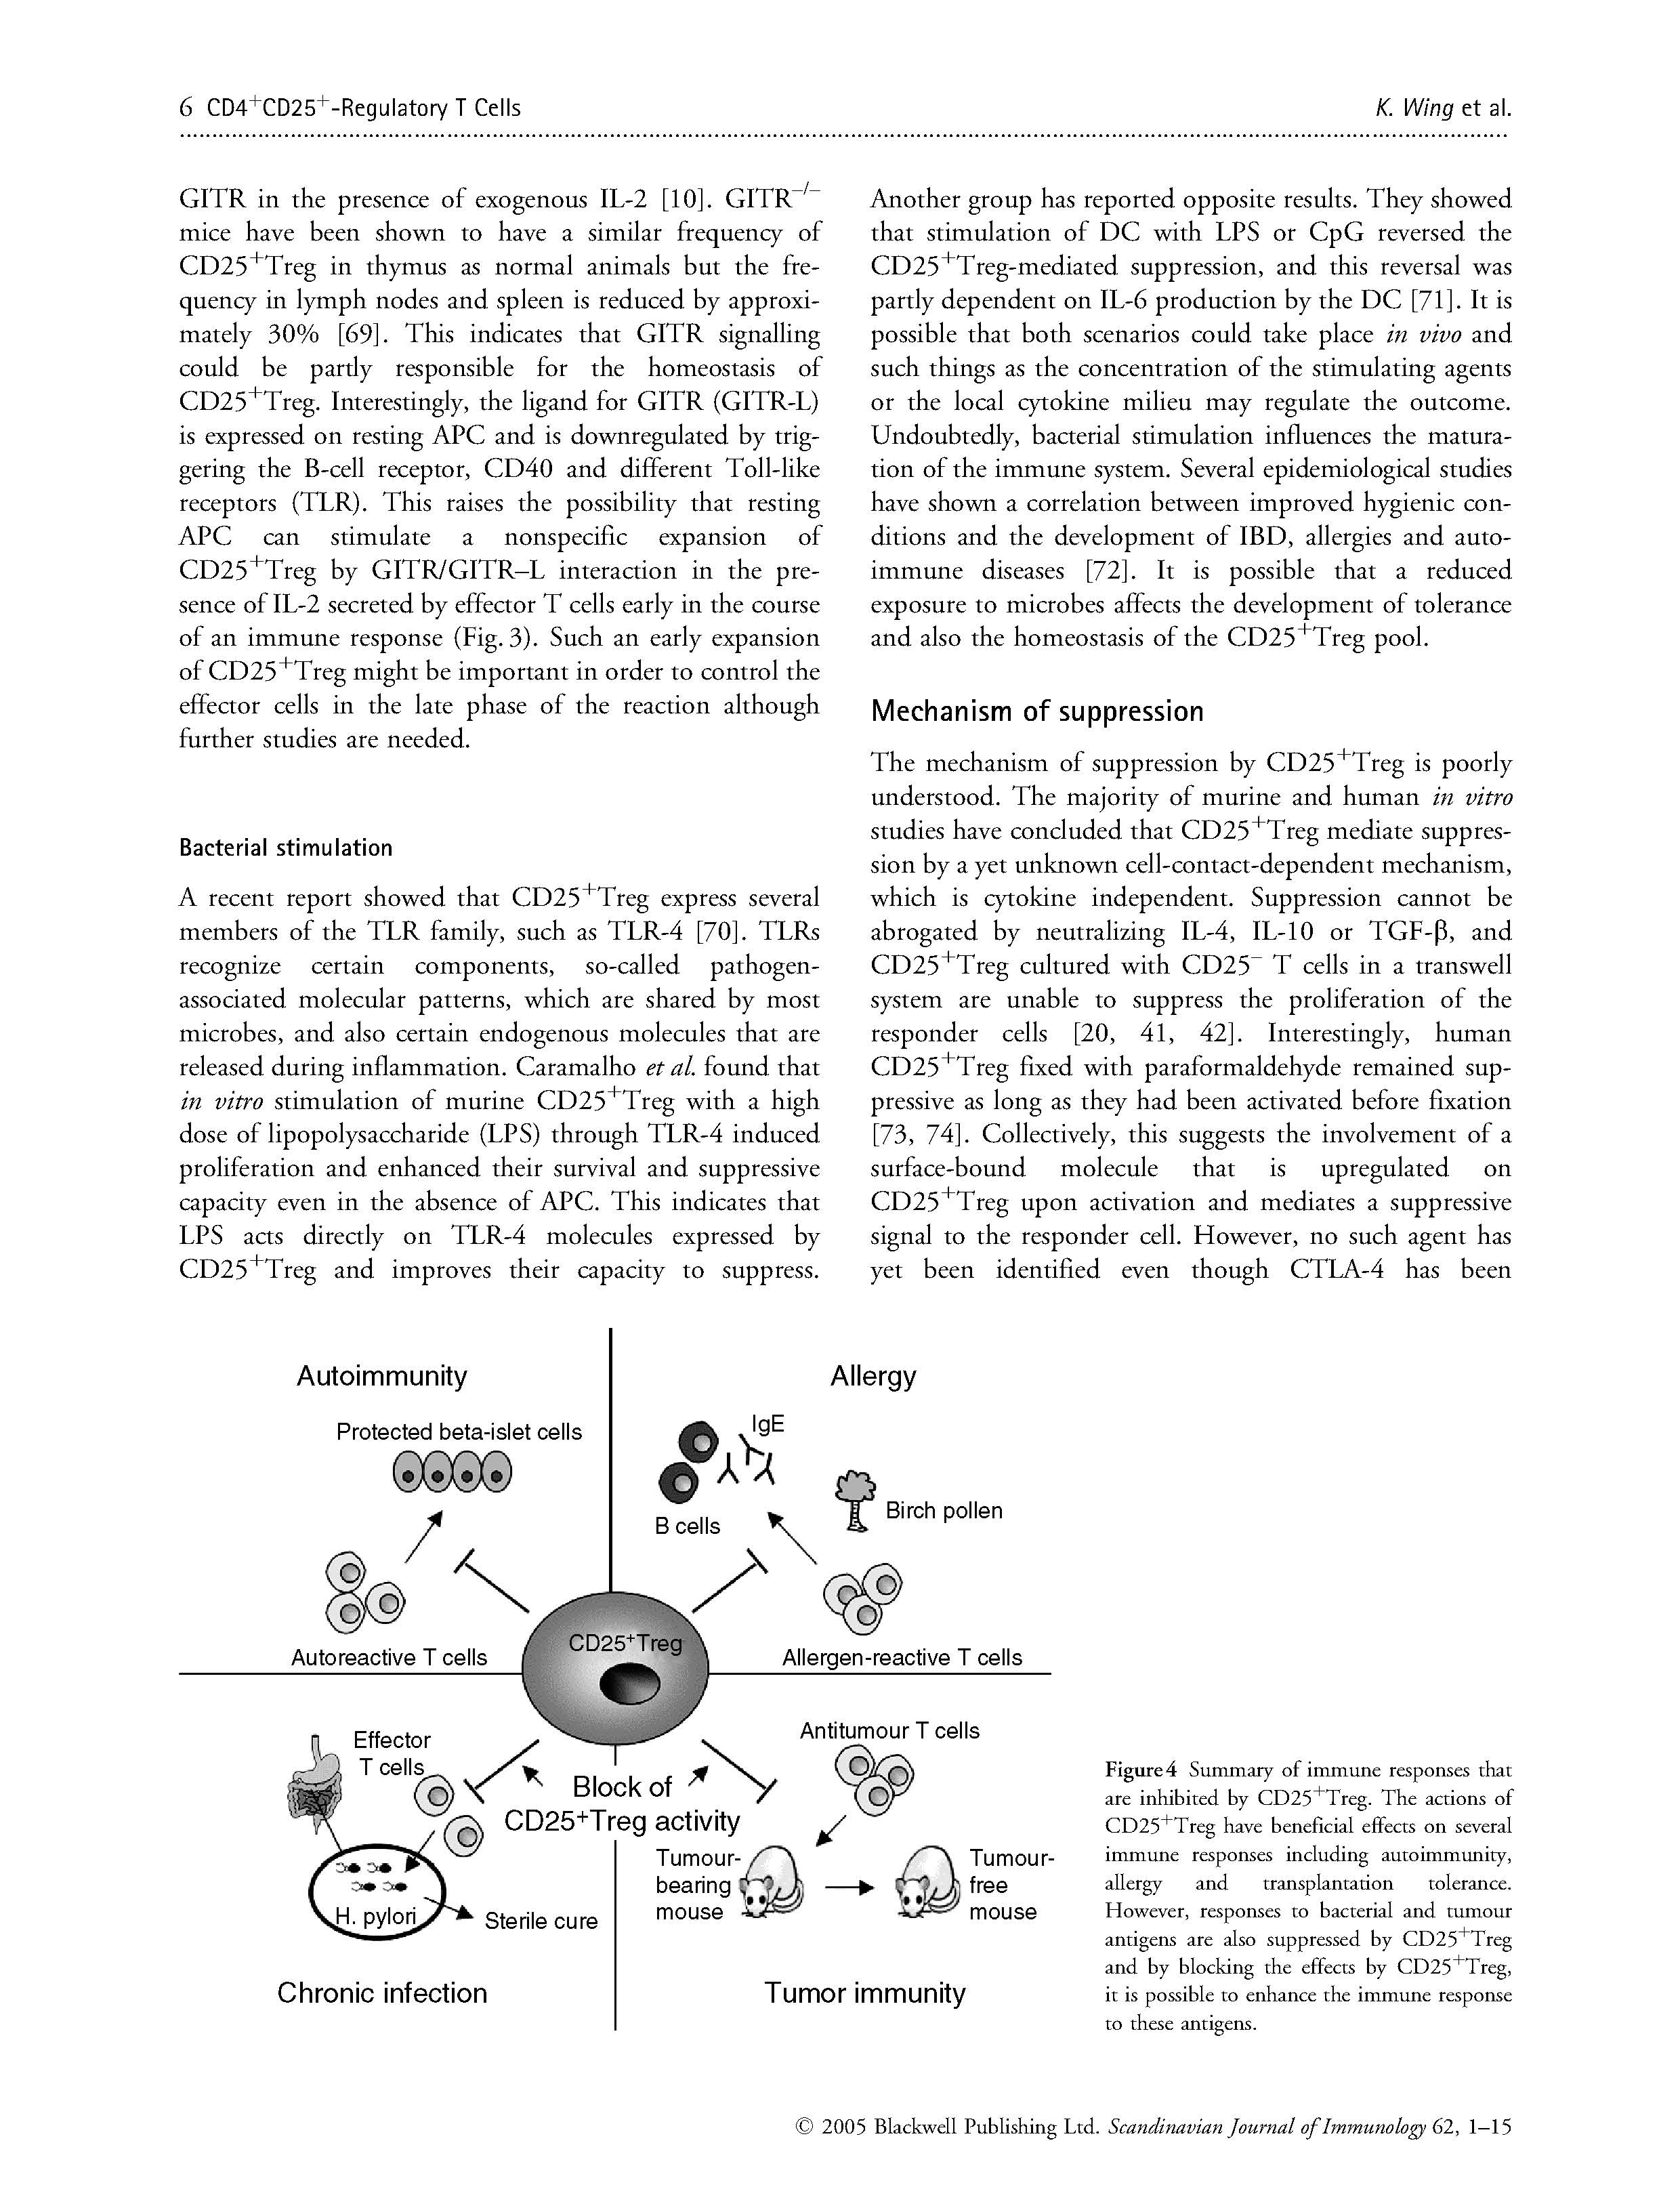 6 CD4+CD25+-Regulatory T Cells
K. Wing et al.
GITR in the presence of exogenous IL-2 [10]. GITR−/−
mice have been shown to have a similar frequency of
CD25+Treg in thymus as normal animals but the fre-
quency in lymph nodes and spleen is reduced by approxi-
mately 30% [69]. This indicates that GITR signalling
could be partly responsible for the homeostasis of
CD25+Treg. Interestingly, the ligand for GITR (GITR-L)
is expressed on resting APC and is downregulated by trig-
gering the B-cell receptor, CD40 and different Toll-like
receptors (TLR). This raises the possibility that resting
APC can stimulate a nonspecific expansion of
CD25+Treg by GITR/GITR–L interaction in the pre-
sence of IL-2 secreted by effector T cells early in the course
of an immune response (Fig. 3). Such an early expansion
of CD25+Treg might be important in order to control the
effector cells in the late phase of the reaction although
further studies are needed.
Bacterial stimulation
A recent report showed that CD25+Treg express several
members of the TLR family, such as TLR-4 [70]. TLRs
recognize certain components, so-called pathogen-
associated molecular patterns, which are shared by most
microbes, and also certain endogenous molecules that are
released during inflammation. Caramalho et al. found that
in vitro stimulation of murine CD25+Treg with a high
dose of lipopolysaccharide (LPS) through TLR-4 induced
proliferation and enhanced their survival and suppressive
capacity even in the absence of APC. This indicates that
LPS acts directly on TLR-4 molecules expressed by
CD25+Treg and improves their capacity to suppress.
Another group has reported opposite results. They showed
that stimulation of DC with LPS or CpG reversed the
CD25+Treg-mediated suppression, and this reversal was
partly dependent on IL-6 production by the DC [71]. It is
possible that both scenarios could take place in vivo and
such things as the concentration of the stimulating agents
or the local cytokine milieu may regulate the outcome.
Undoubtedly, bacterial stimulation influences the matura-
tion of the immune system. Several epidemiological studies
have shown a correlation between improved hygienic con-
ditions and the development of IBD, allergies and auto-
immune diseases [72]. It is possible that a reduced
exposure to microbes affects the development of tolerance
and also the homeostasis of the CD25+Treg pool.
Mechanism of suppression
The mechanism of suppression by CD25+Treg is poorly
understood. The majority of murine and human in vitro
studies have concluded that CD25+Treg mediate suppres-
sion by a yet unknown cell-contact-dependent mechanism,
which is cytokine independent. Suppression cannot be
abrogated by neutralizing IL-4, IL-10 or TGF-β, and
CD25+Treg cultured with CD25− T cells in a transwell
system are unable to suppress the proliferation of the
responder cells [20, 41, 42]. Interestingly, human
CD25+Treg fixed with paraformaldehyde remained sup-
pressive as long as they had been activated before fixation
[73, 74]. Collectively, this suggests the involvement of a
surface-bound molecule that is upregulated on
CD25+Treg upon activation and mediates a suppressive
signal to the responder cell. However, no such agent has
yet been identified even though CTLA-4 has been
Autoimmunity
Protected beta-islet cells
Autoreactive T cells
Allergy
IgE
B cells
Birch pollen
Allergen-reactive T cells
CD25+Treg
Effector
T cells
Block of
CD25+Treg activity
H. pylori
Sterile cure
Chronic infection
Antitumour T cells
Tumour-
bearing
mouse
Tumour-
free
mouse
Tumor immunity
Figure 4 Summary of immune responses that
are inhibited by CD25+Treg. The actions of
CD25+Treg have beneficial effects on several
immune responses including autoimmunity,
allergy and transplantation tolerance.
However, responses to bacterial and tumour
antigens are also suppressed by CD25+Treg
and by blocking the effects by CD25+Treg,
it is possible to enhance the immune response
to these antigens.
© 2005 Blackwell Publishing Ltd. Scandinavian Journal of Immunology 62, 1–15